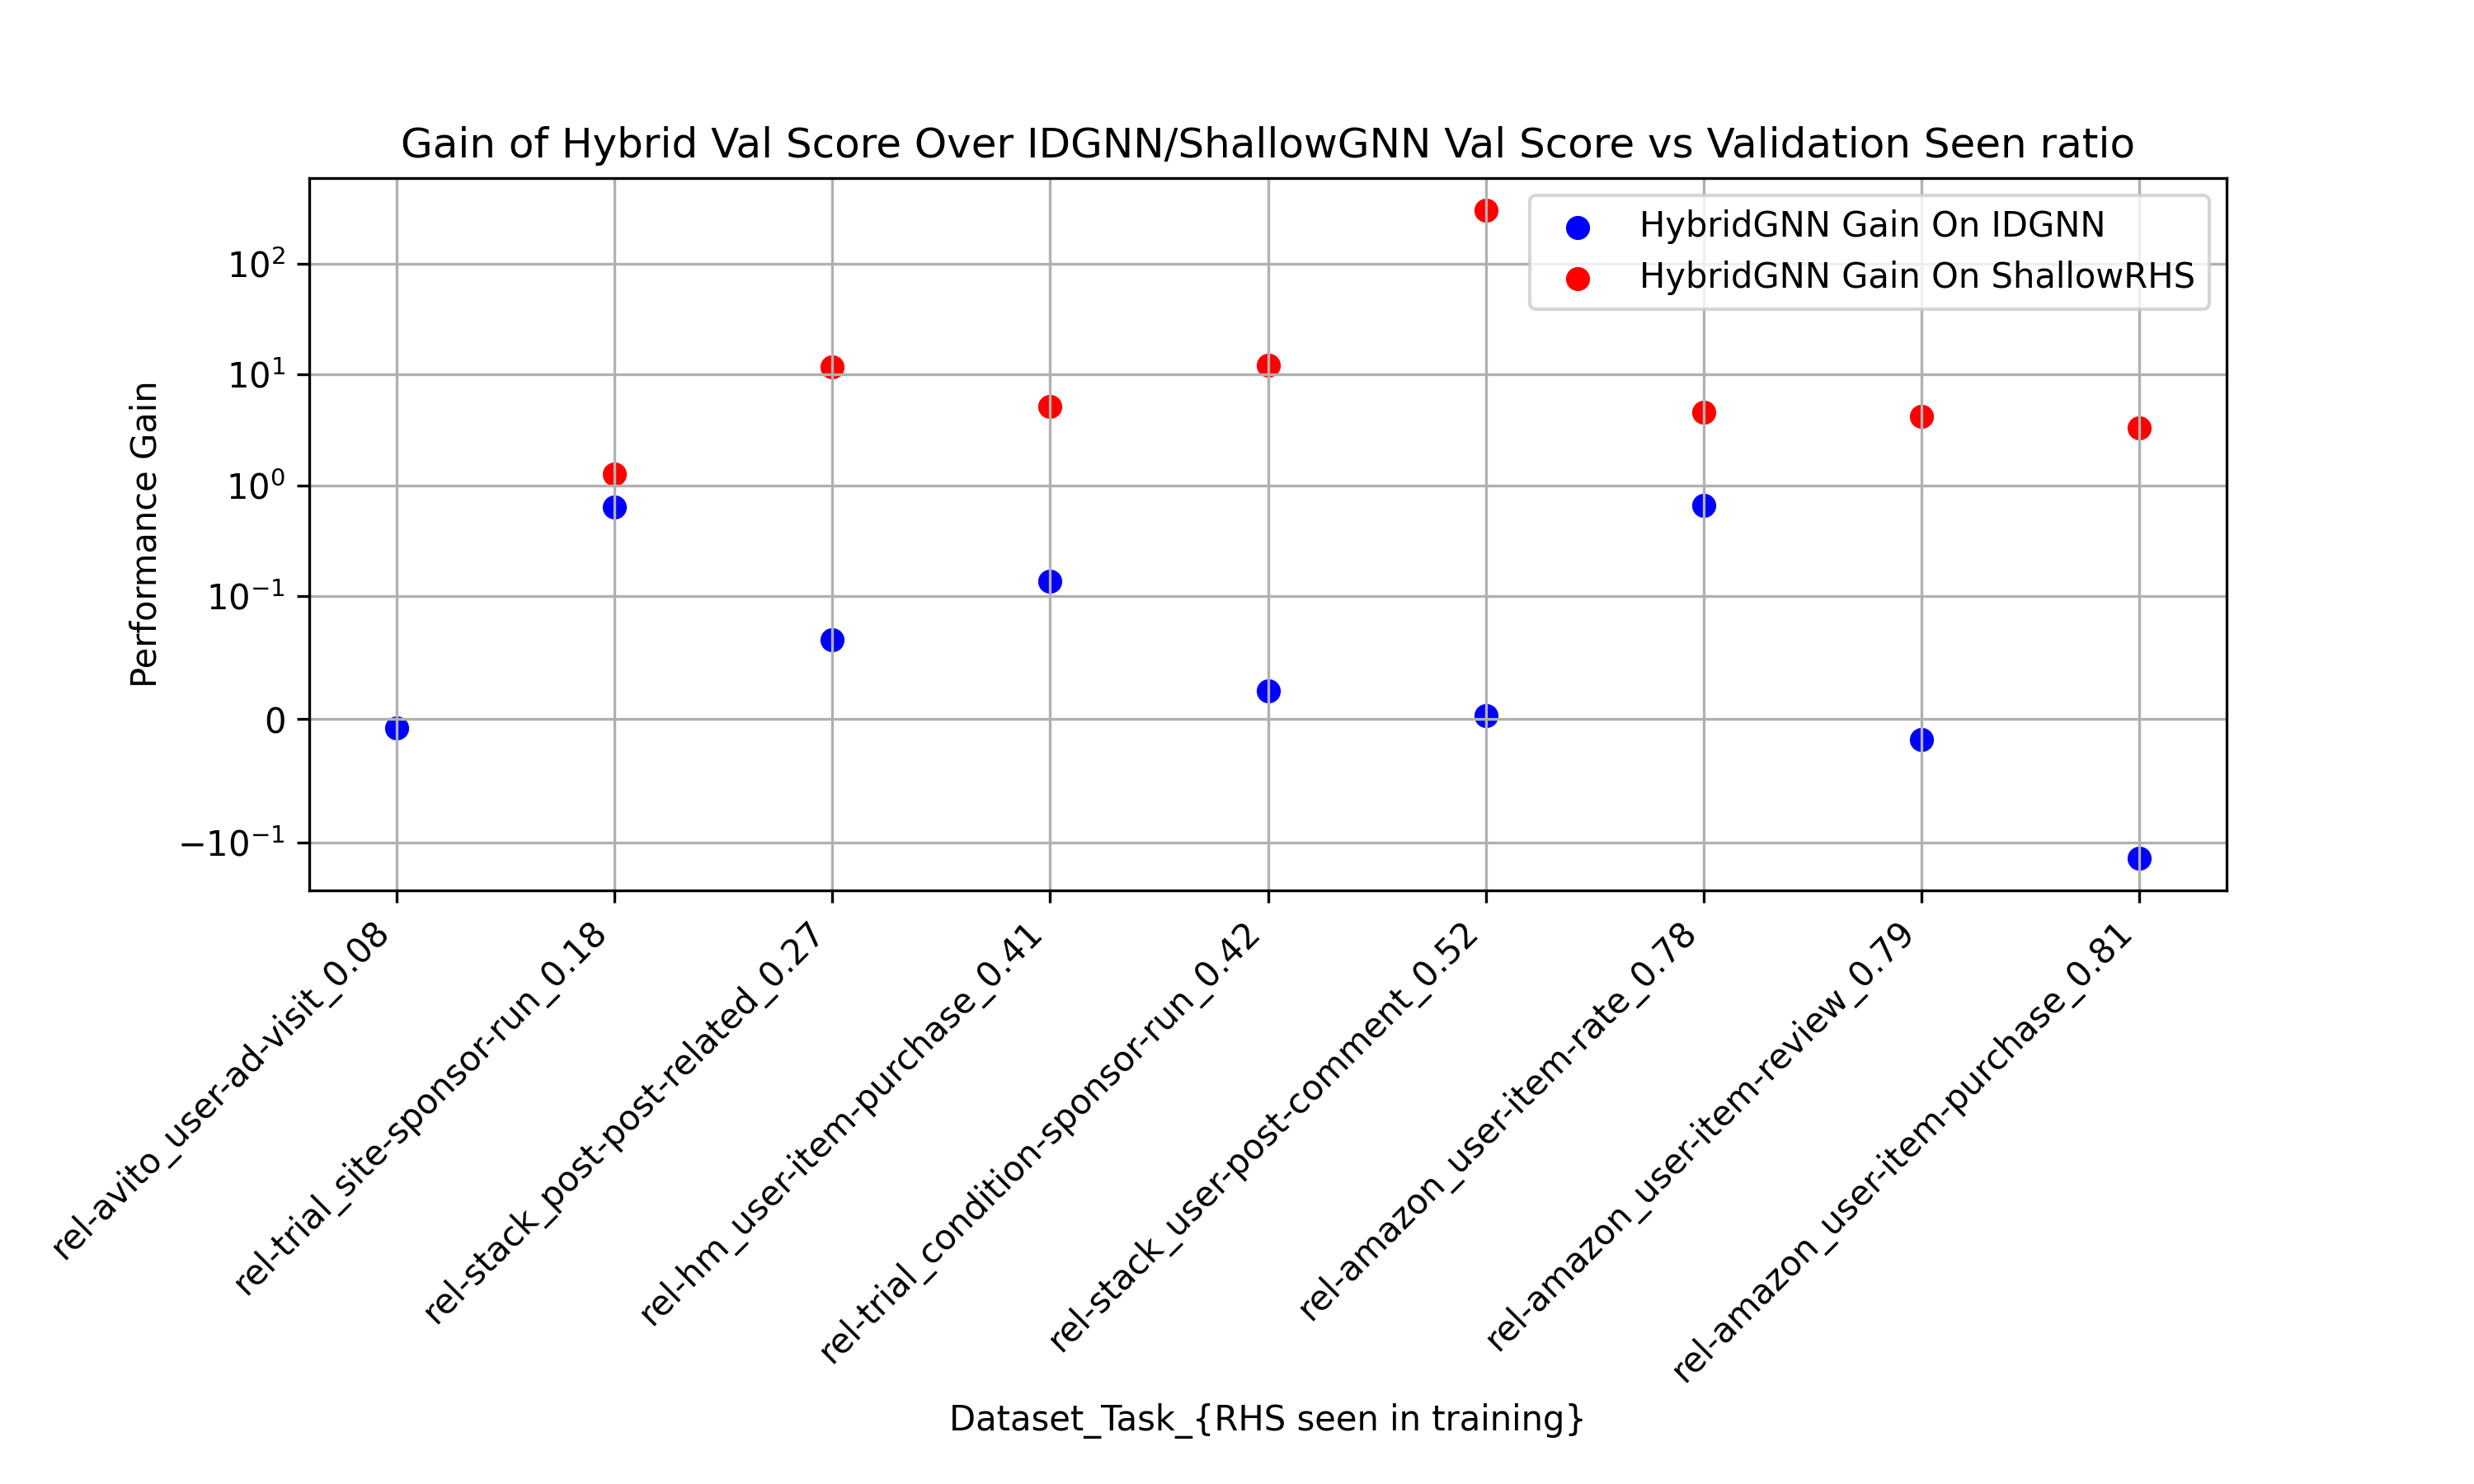 Gain of Hybrid Val Score Over IDGNN/ShallowGNN Val Score vs Validation Seen ratio
HybridGNN Gain On IDGNN
HybridGNN Gain On ShallowRHS
Performance Gain
10²
10¹
10⁰
10⁻¹
0
−10⁻¹
rel-avito_user-ad-visit_0.08
rel-trial_site-sponsor-run_0.18
rel-stack_post-post-related_0.27
rel-hm_user-item-purchase_0.41
rel-trial_condition-sponsor-run_0.42
rel-stack_user-post-comment_0.52
rel-amazon_user-item-rate_0.78
rel-amazon_user-item-review_0.79
rel-amazon_user-item-purchase_0.81
Dataset_Task_{RHS seen in training}